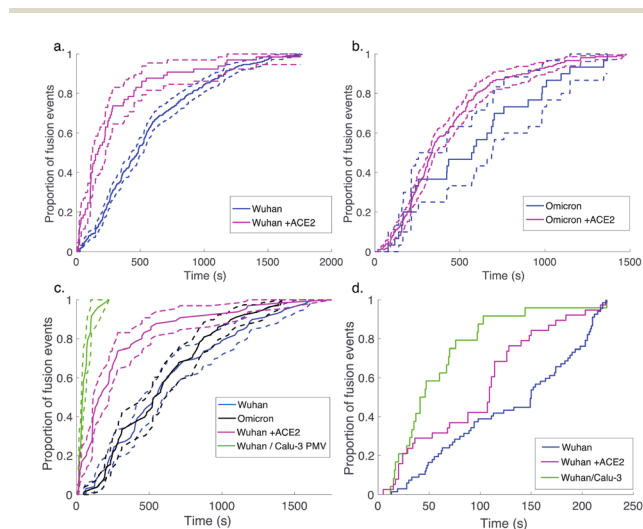 a.
Proportion of fusion events
1
0.8
0.6
0.4
0.2
0
0 500 1000 1500 2000
Time (s)
Wuhan
Wuhan +ACE2
b.
Proportion of fusion events
1
0.8
0.6
0.4
0.2
0
0 500 1000 1500
Time (s)
Omicron
Omicron +ACE2
c.
Proportion of fusion events
1
0.8
0.6
0.4
0.2
0
0 500 1000 1500
Time (s)
Wuhan
Omicron
Wuhan +ACE2
Wuhan / Calu-3 PMV
d.
Proportion of fusion events
1
0.8
0.6
0.4
0.2
0
0 50 100 150 200 250
Time (s)
Wuhan
Wuhan +ACE2
Wuhan/Calu-3